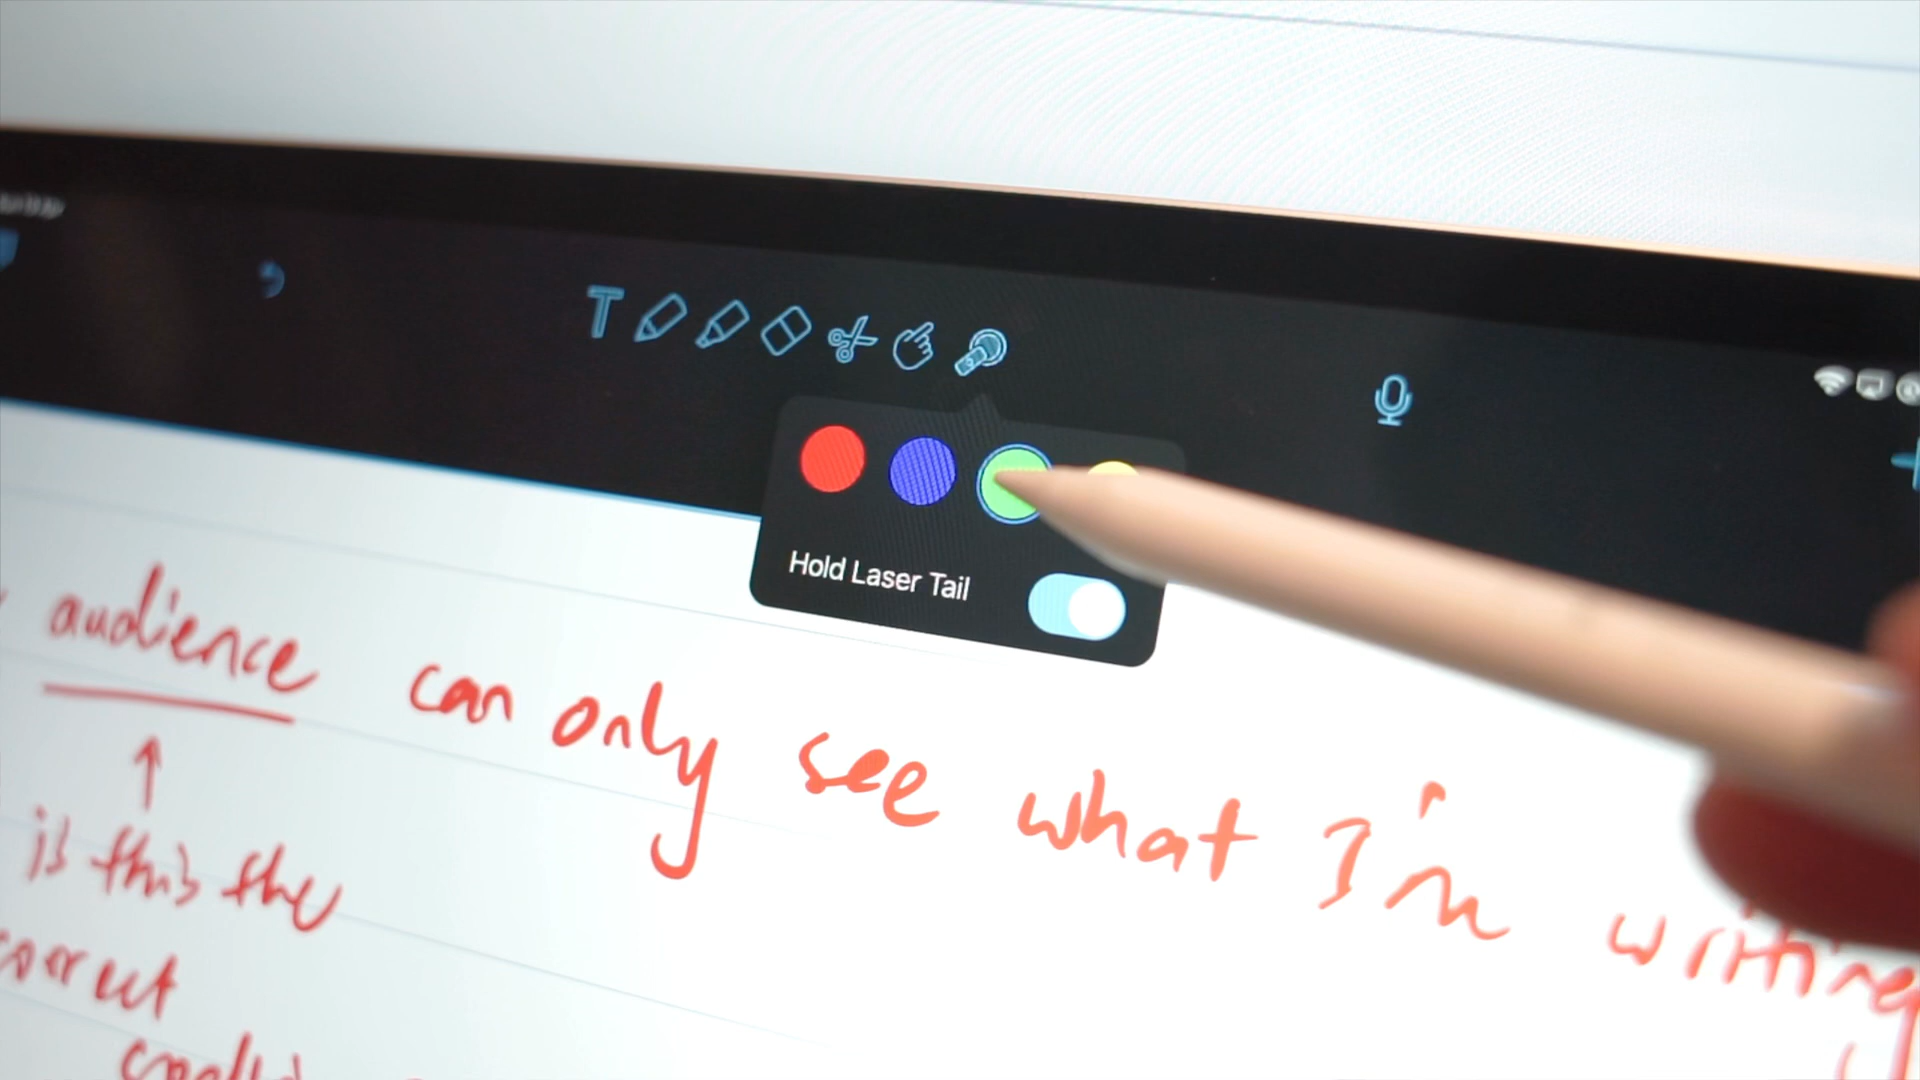 T
Hold Laser Tail
audience can only see what I'm writing
is this the
correct